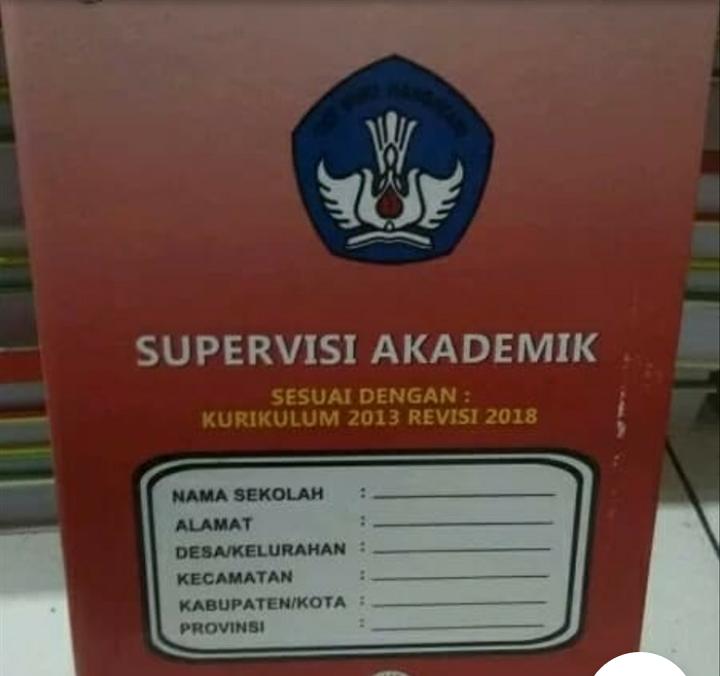 SUPERVISI AKADEMIK
SESUAI DENGAN :
KURIKULUM 2013 REVISI 2018
NAMA SEKOLAH :
ALAMAT :
DESA/KELURAHAN :
KECAMATAN :
KABUPATEN/KOTA :
PROVINSI :